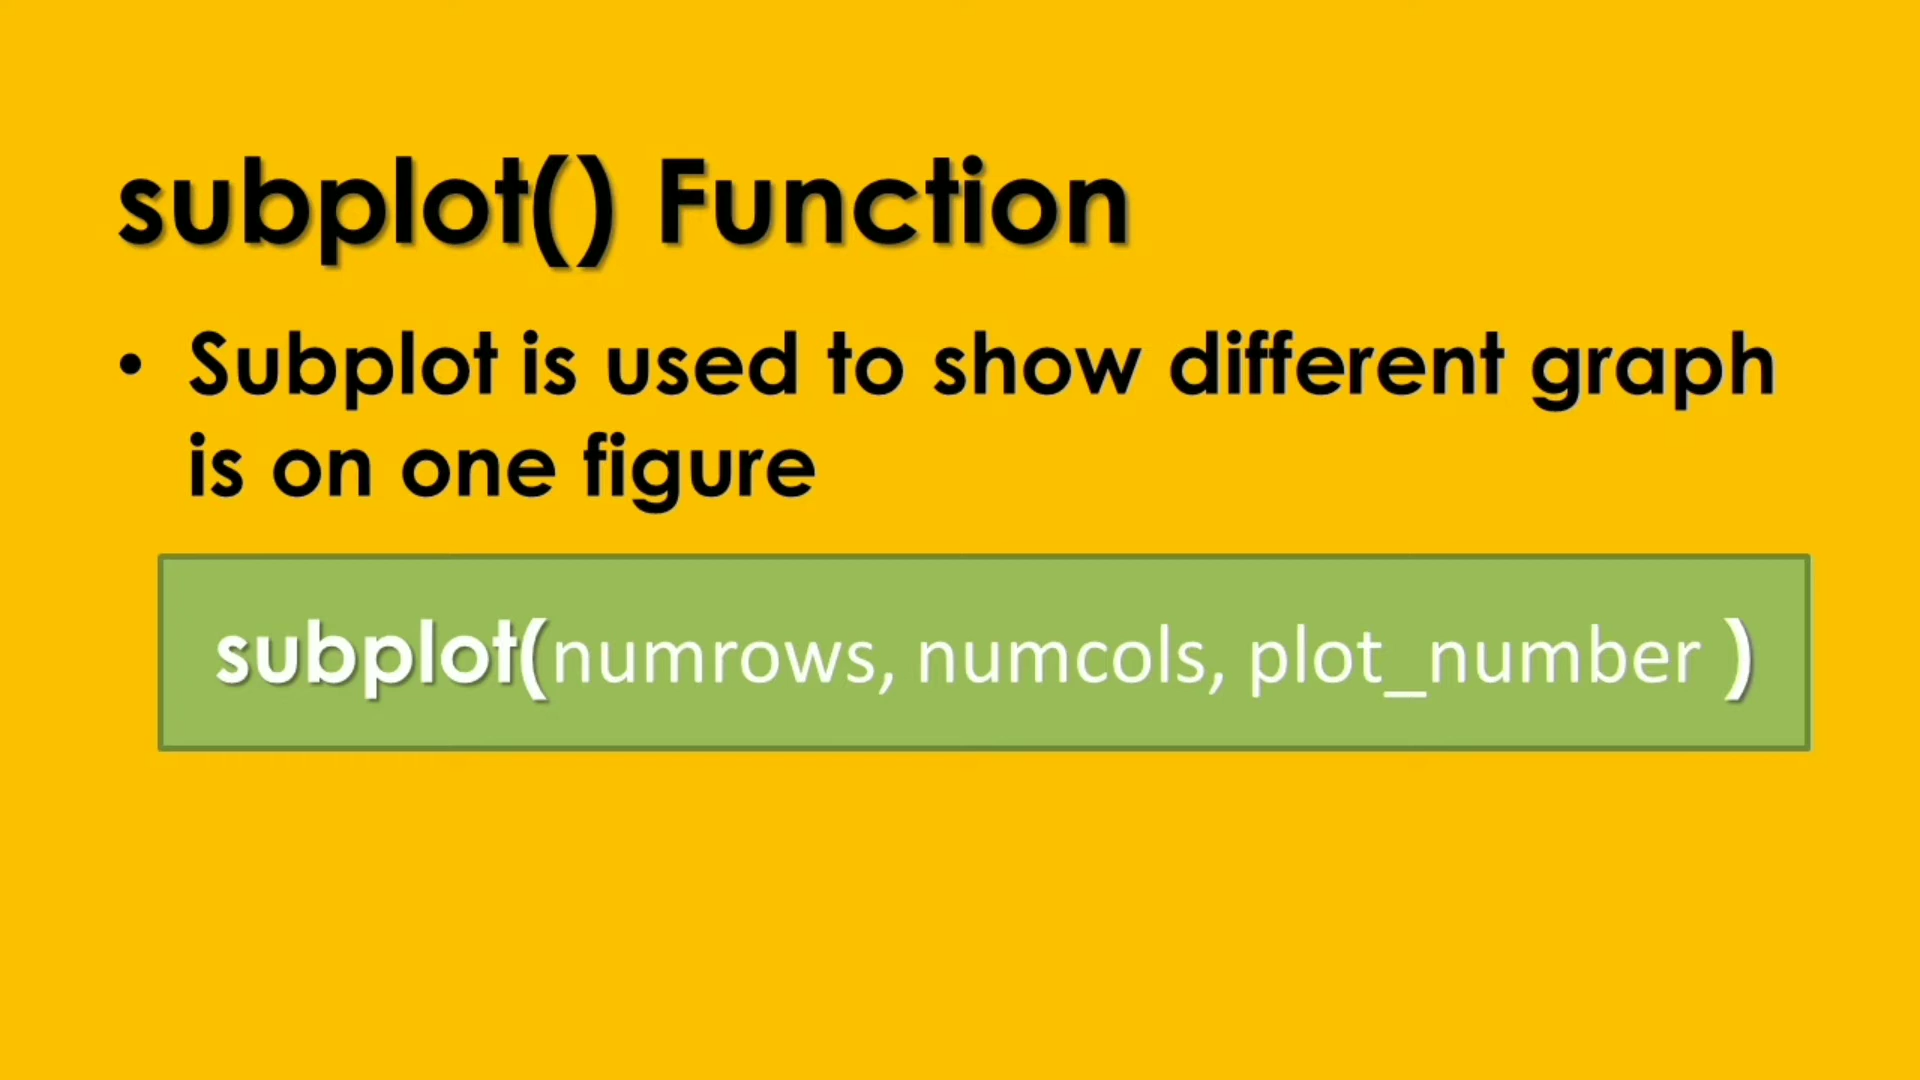 subplot() Function
• Subplot is used to show different graph
is on one figure
subplot(numrows, numcols, plot_number )